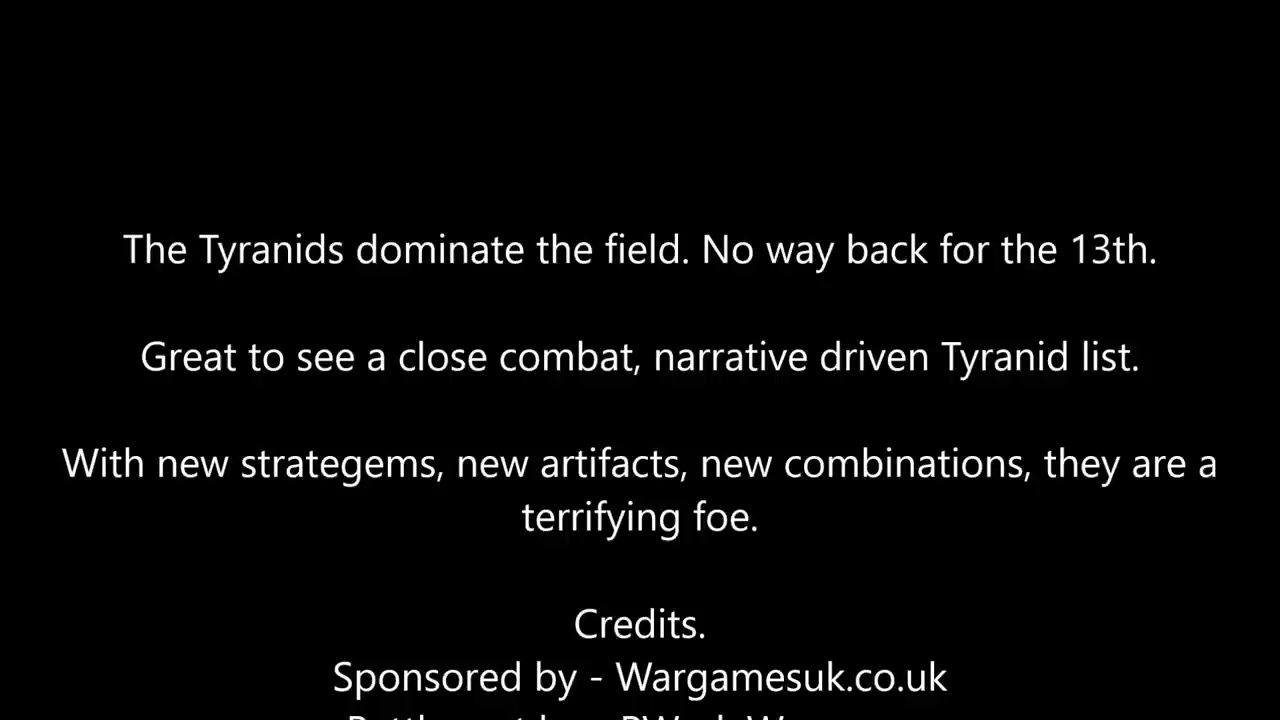 The Tyranids dominate the field. No way back for the 13th.
Great to see a close combat, narrative driven Tyranid list.
With new strategems, new artifacts, new combinations, they are a
terrifying foe.
Credits.
Sponsored by - Wargamesuk.co.uk